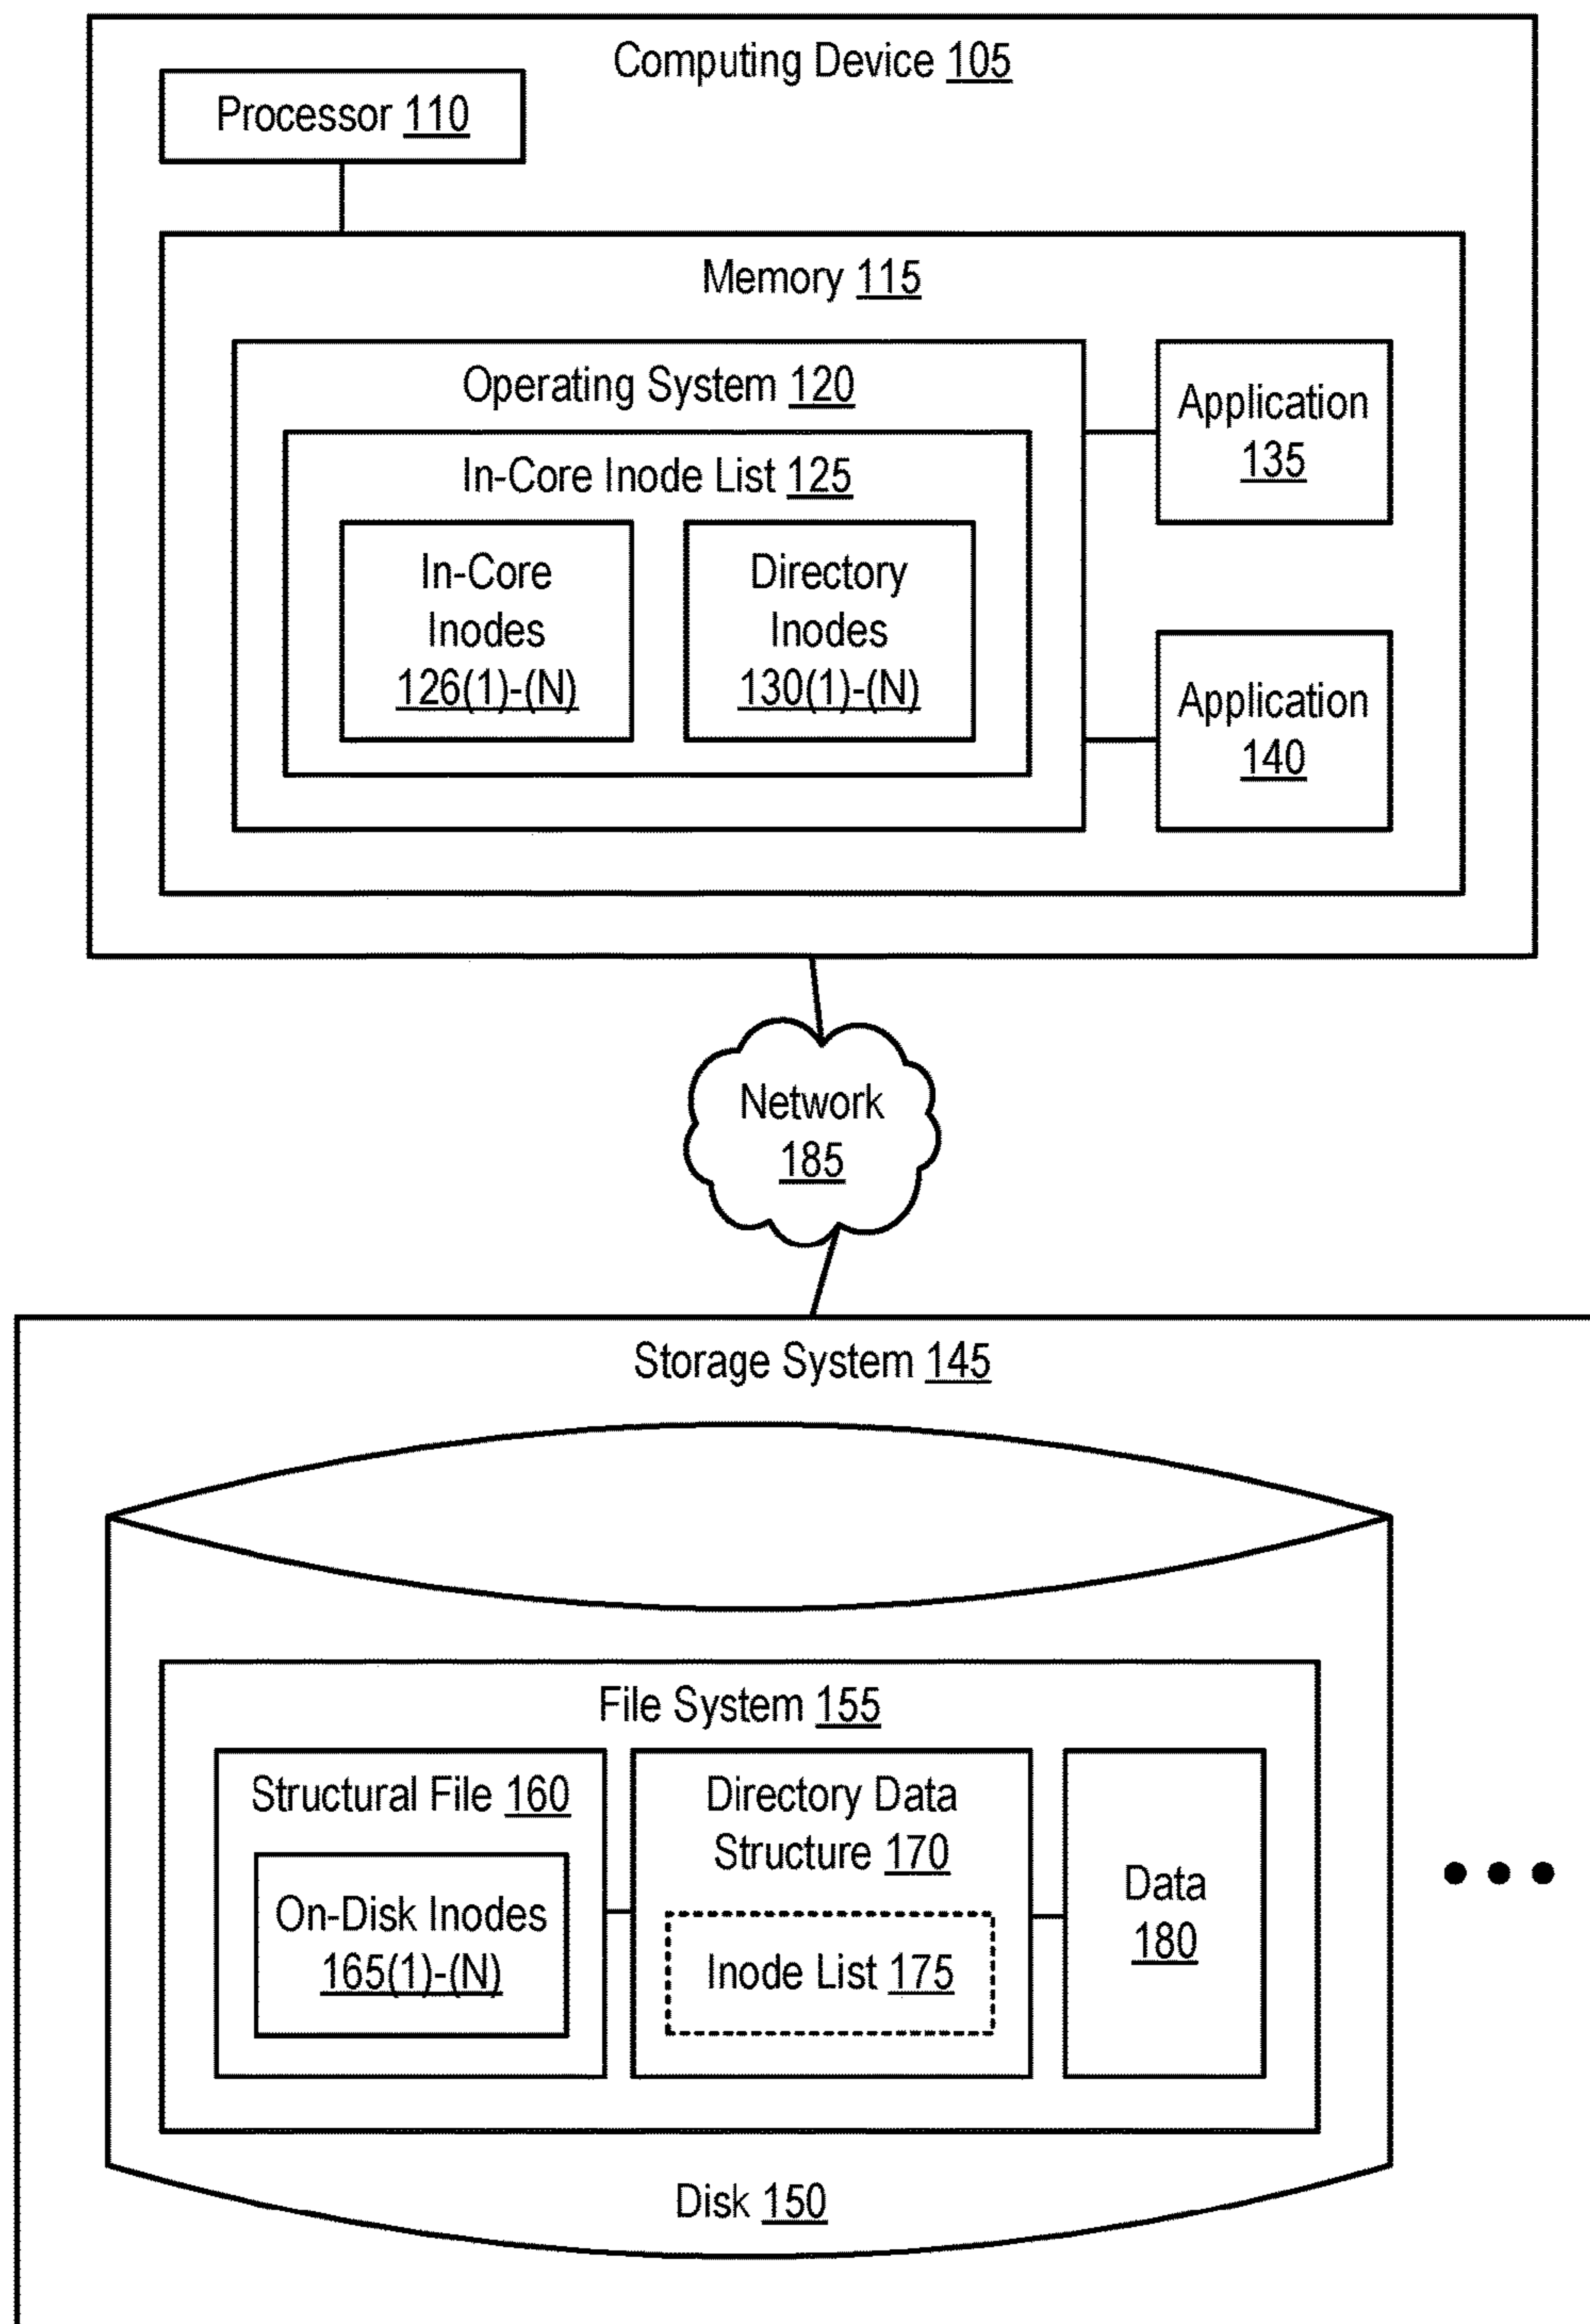 Computing Device 105
Processor 110
Memory 115
Operating System 120
In-Core Inode List 125
In-Core
Inodes
126(1)-(N)
Directory
Inodes
130(1)-(N)
Application
135
Application
140
Network
185
Storage System 145
File System 155
Structural File 160
On-Disk Inodes
165(1)-(N)
Directory Data
Structure 170
Inode List 175
Data
180
Disk 150